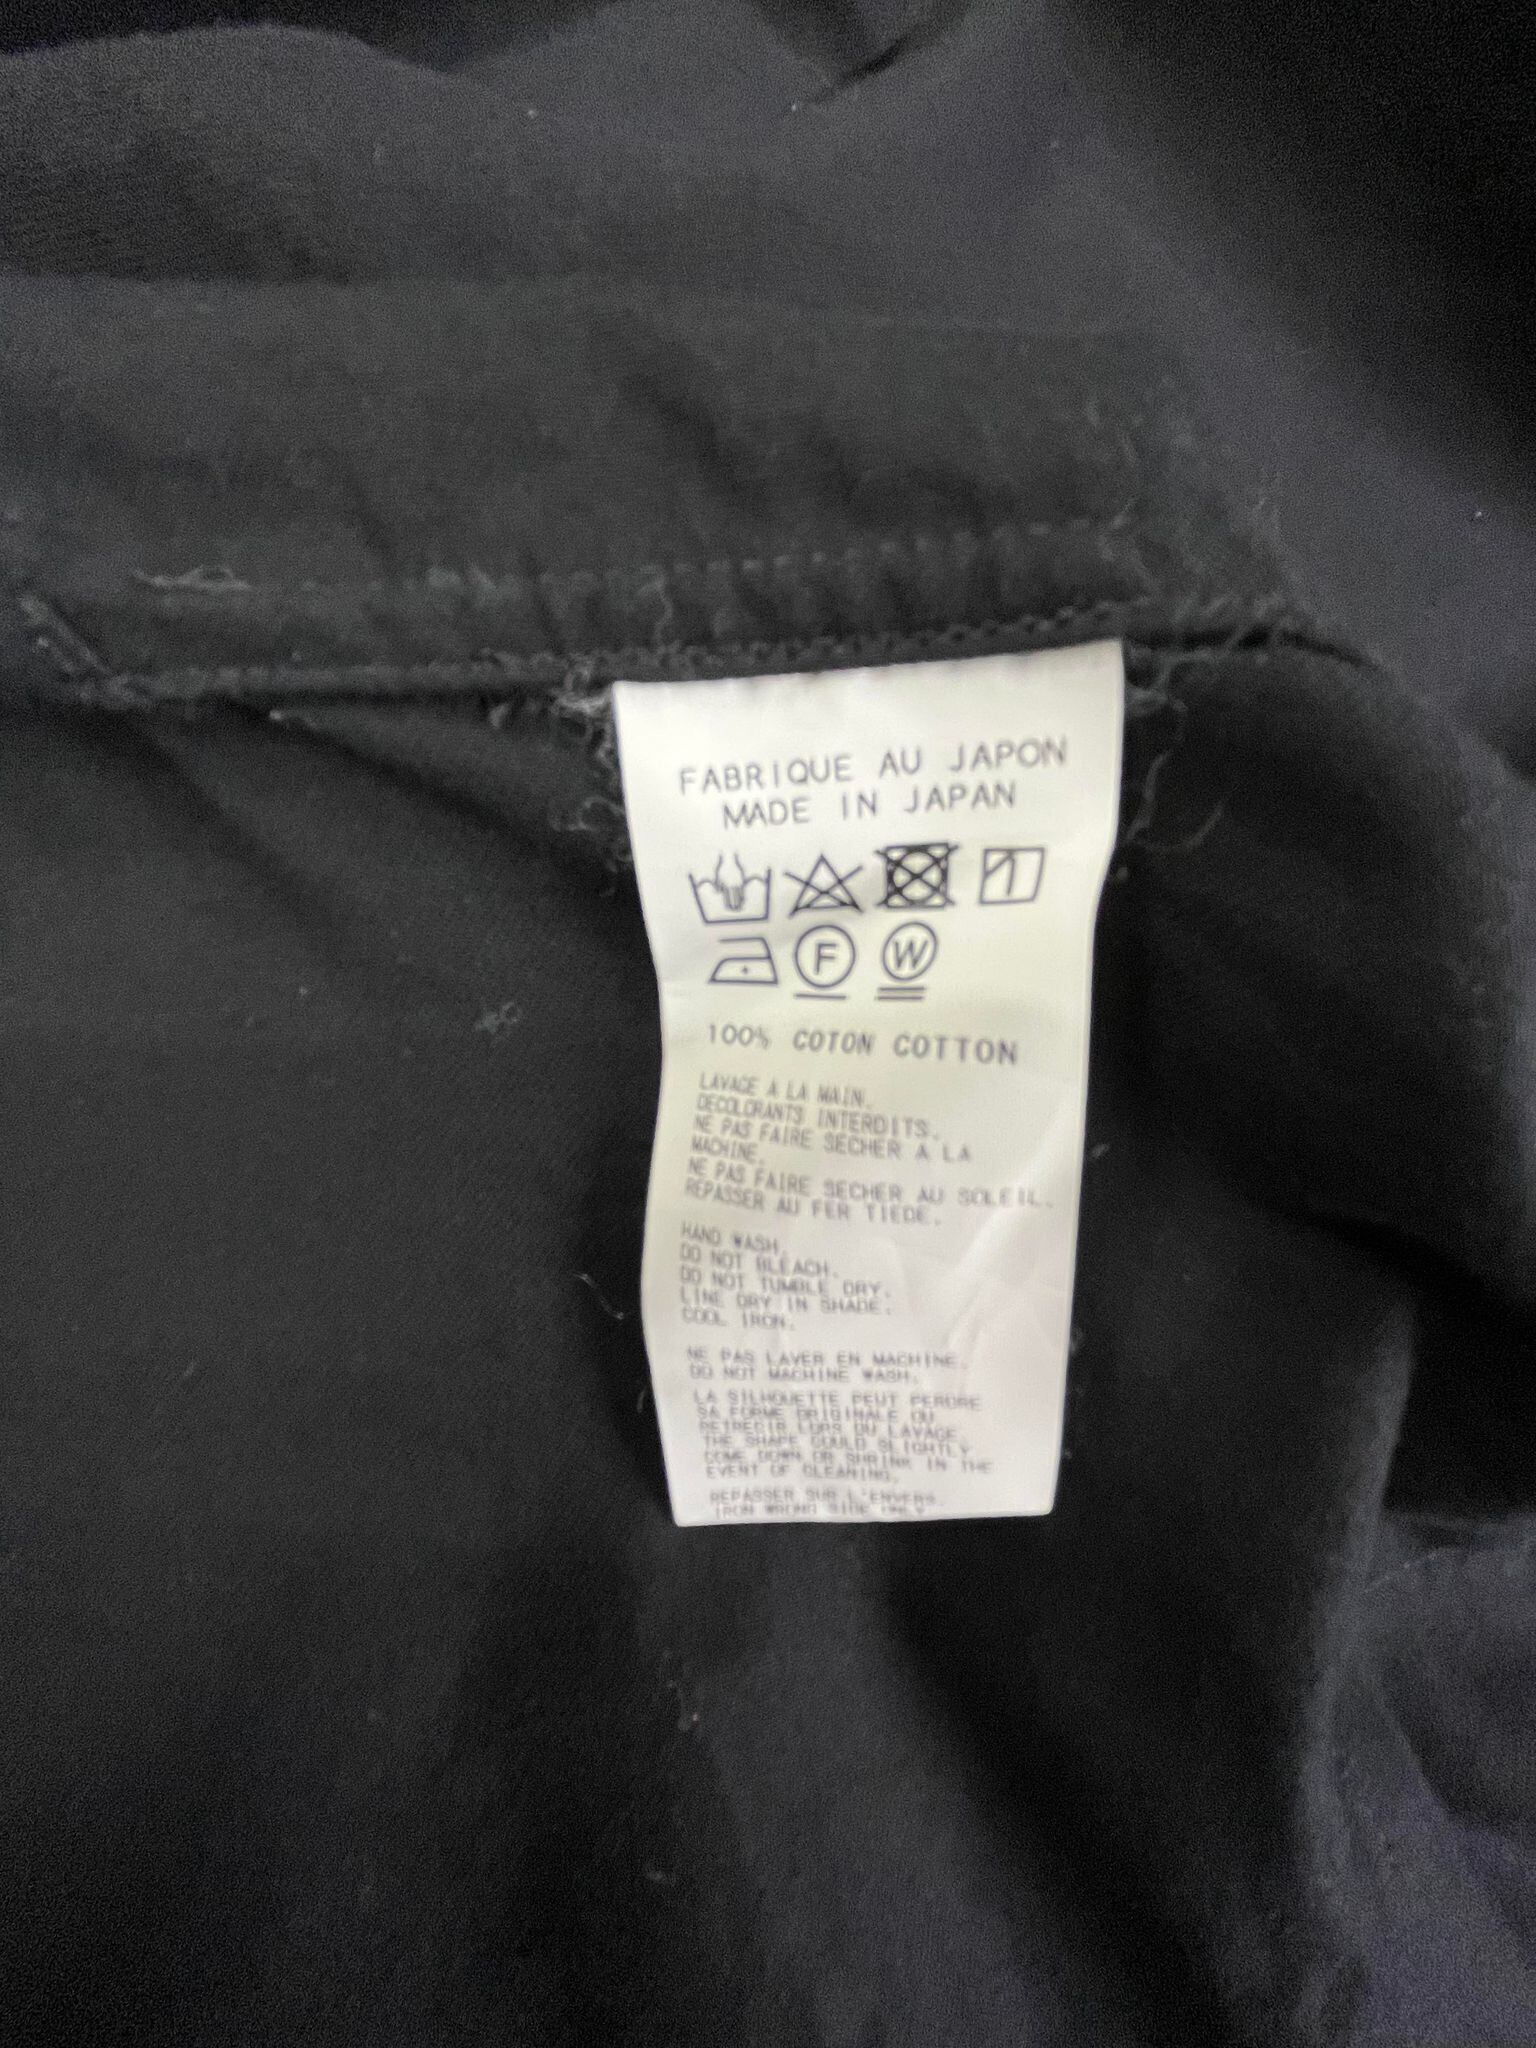 FABRIQUE AU JAPON
MADE IN JAPAN
F W
100% COTON COTTON
LAVAGE A LA MAIN.
DECOLORANTS INTERDITS.
NE PAS FAIRE SECHER A LA
MACHINE.
NE PAS FAIRE SECHER AU SOLEIL.
REPASSER AU FER TIEDE.
HAND WASH.
DO NOT BLEACH.
DO NOT TUMBLE DRY.
LINE DRY IN SHADE.
COOL IRON.
NE PAS LAVER EN MACHINE.
DO NOT MACHINE WASH.
LA SILHOUETTE PEUT PERDRE
SA FORME ORIGINALE OU
RETRECIR LORS DU LAVAGE.
THE SHAPE COULD SLIGHTLY
COME DOWN OR SHRINK IN THE
EVENT OF CLEANING.
REPASSER SUR L'ENVERS.
IRON WRONG SIDE ONLY